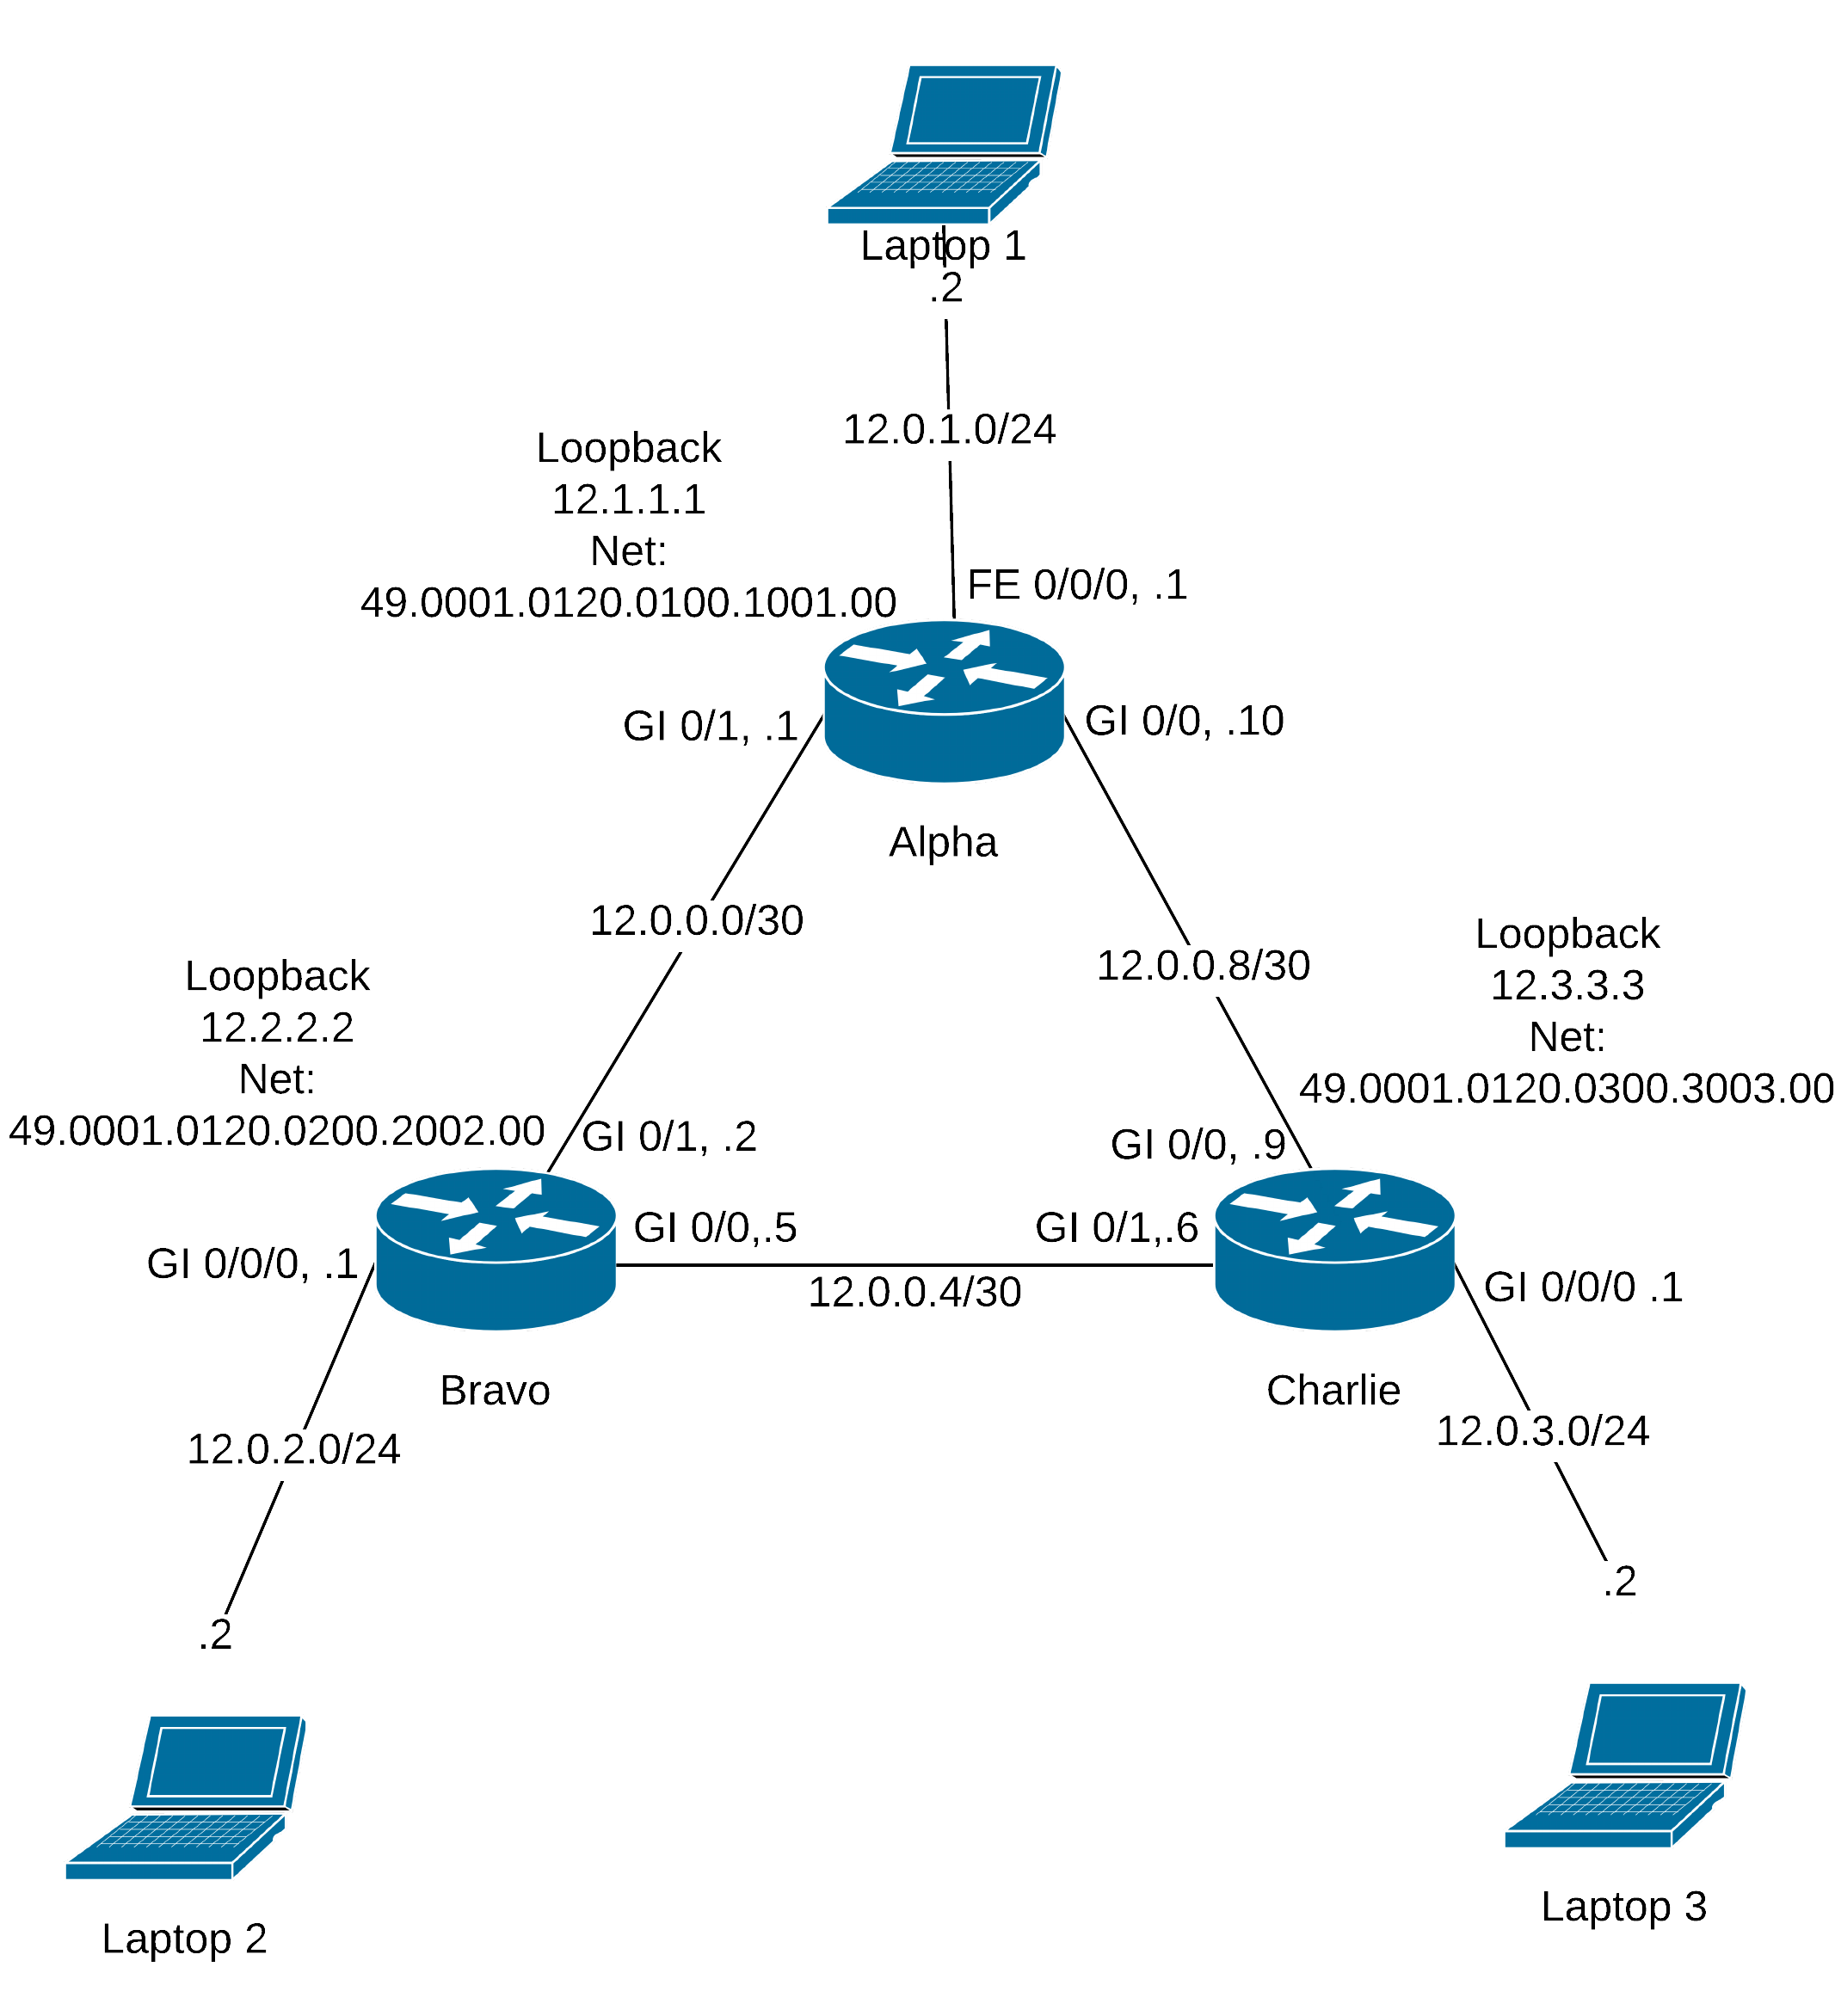 Laptop 1
.2
12.0.1.0/24
Loopback
12.1.1.1
Net:
49.0001.0120.0100.1001.00
FE 0/0/0, .1
GI 0/1, .1
GI 0/0, .10
Alpha
12.0.0.0/30
12.0.0.8/30
Loopback
12.2.2.2
Net:
49.0001.0120.0200.2002.00
Loopback
12.3.3.3
Net:
49.0001.0120.0300.3003.00
GI 0/1, .2
GI 0/0, .9
GI 0/0,.5
GI 0/1,.6
GI 0/0/0, .1
12.0.0.4/30
GI 0/0/0 .1
Bravo
Charlie
12.0.2.0/24
12.0.3.0/24
.2
.2
Laptop 2
Laptop 3